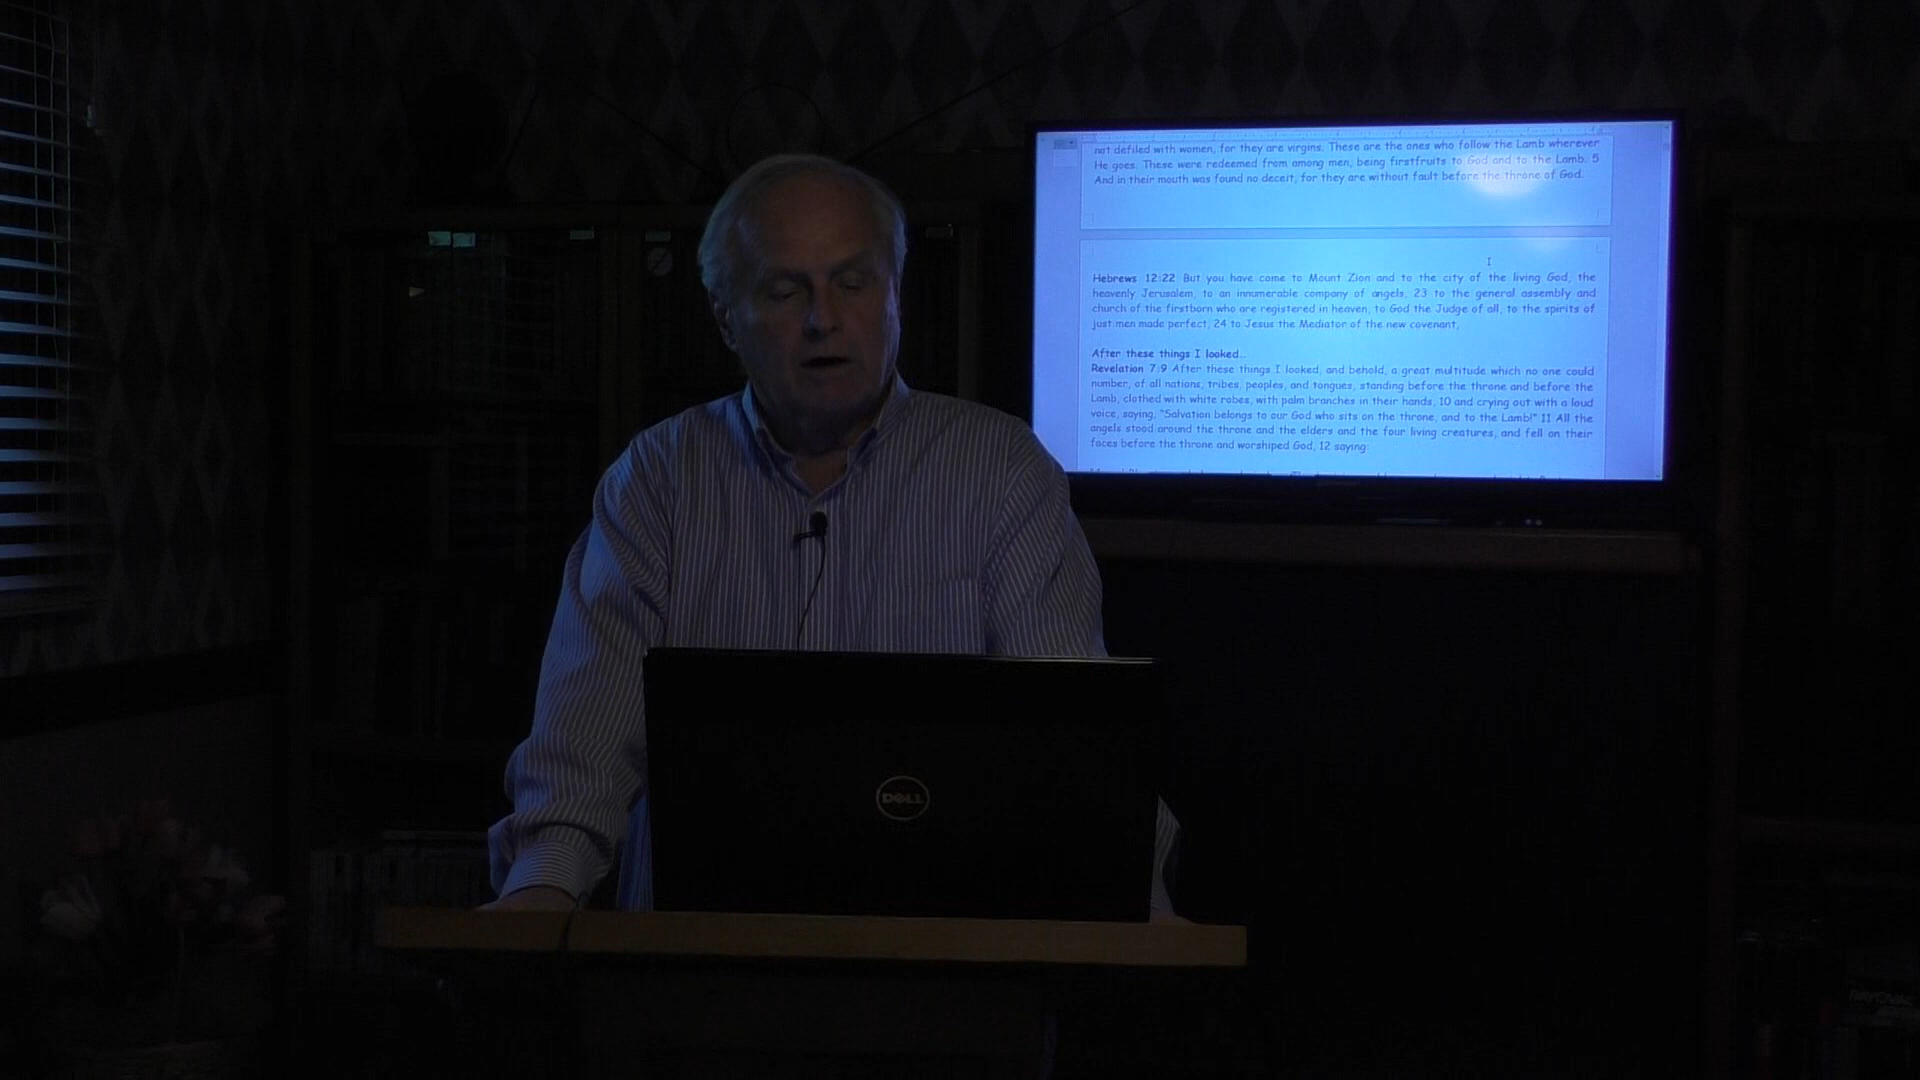 not defiled with women, for they are virgins. These are the ones who follow the Lamb wherever
He goes. These were redeemed from among men, being firstfruits to God and to the Lamb. 5
And in their mouth was found no deceit, for they are without fault before the throne of God.
Hebrews 12:22 But you have come to Mount Zion and to the city of the living God, the
heavenly Jerusalem, to an innumerable company of angels, 23 to the general assembly and
church of the firstborn who are registered in heaven, to God the Judge of all, to the spirits of
just men made perfect, 24 to Jesus the Mediator of the new covenant,
After these things I looked...
Revelation 7:9 After these things I looked, and behold, a great multitude which no one could
number, of all nations, tribes, peoples, and tongues, standing before the throne and before the
Lamb, clothed with white robes, with palm branches in their hands, 10 and crying out with a loud
voice, saying, "Salvation belongs to our God who sits on the throne, and to the Lamb!" 11 All the
angels stood around the throne and the elders and the four living creatures, and fell on their
faces before the throne and worshiped God, 12 saying:
DELL
RAYOVAC